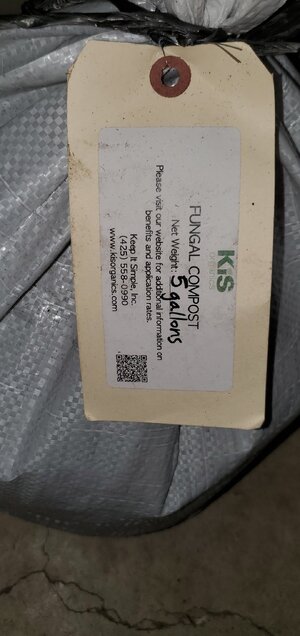 KiS
ORGANICS
FUNGAL COMPOST
Net Weight: 5 gallons
Please visit our website for additional information on
benefits and application rates.
Keep It Simple, Inc.
(425) 558-0990
www.kisorganics.com